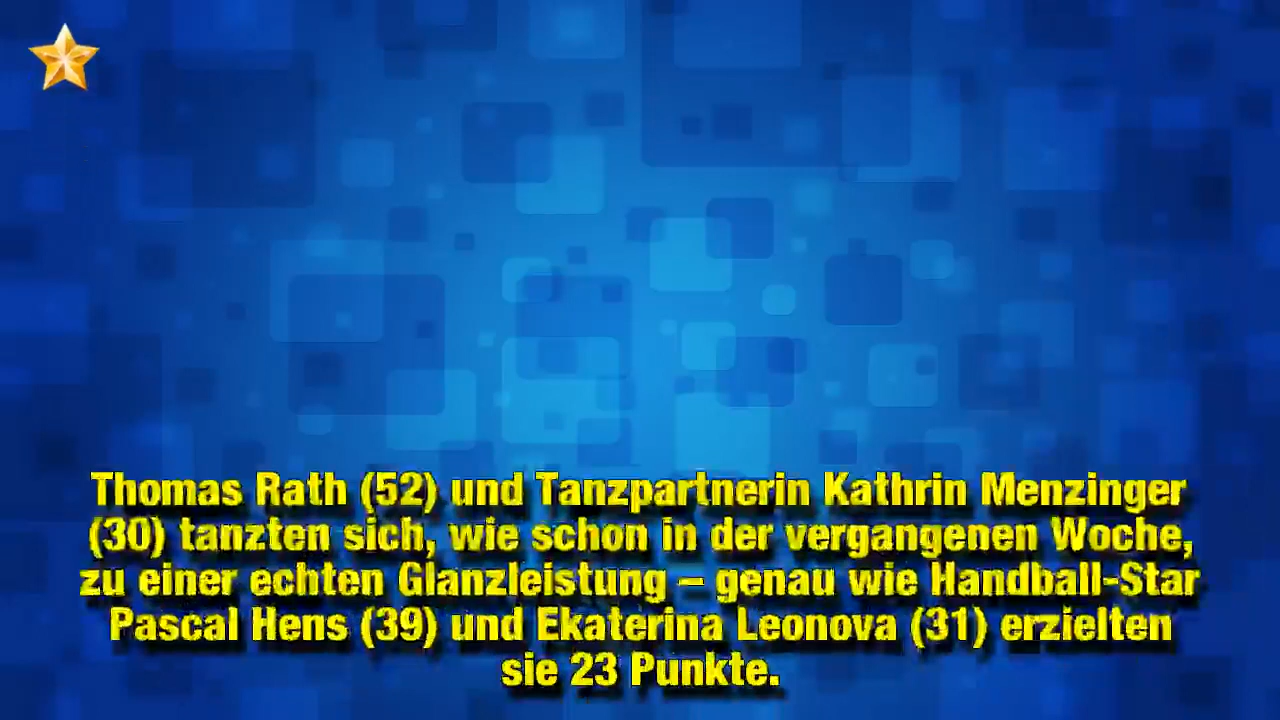 Thomas Rath (52) und Tanzpartnerin Kathrin Menzinger
(30) tanzten sich, wie schon in der vergangenen Woche,
zu einer echten Glanzleistung – genau wie Handball-Star
Pascal Hens (39) und Ekaterina Leonova (31) erzielten
sie 23 Punkte.